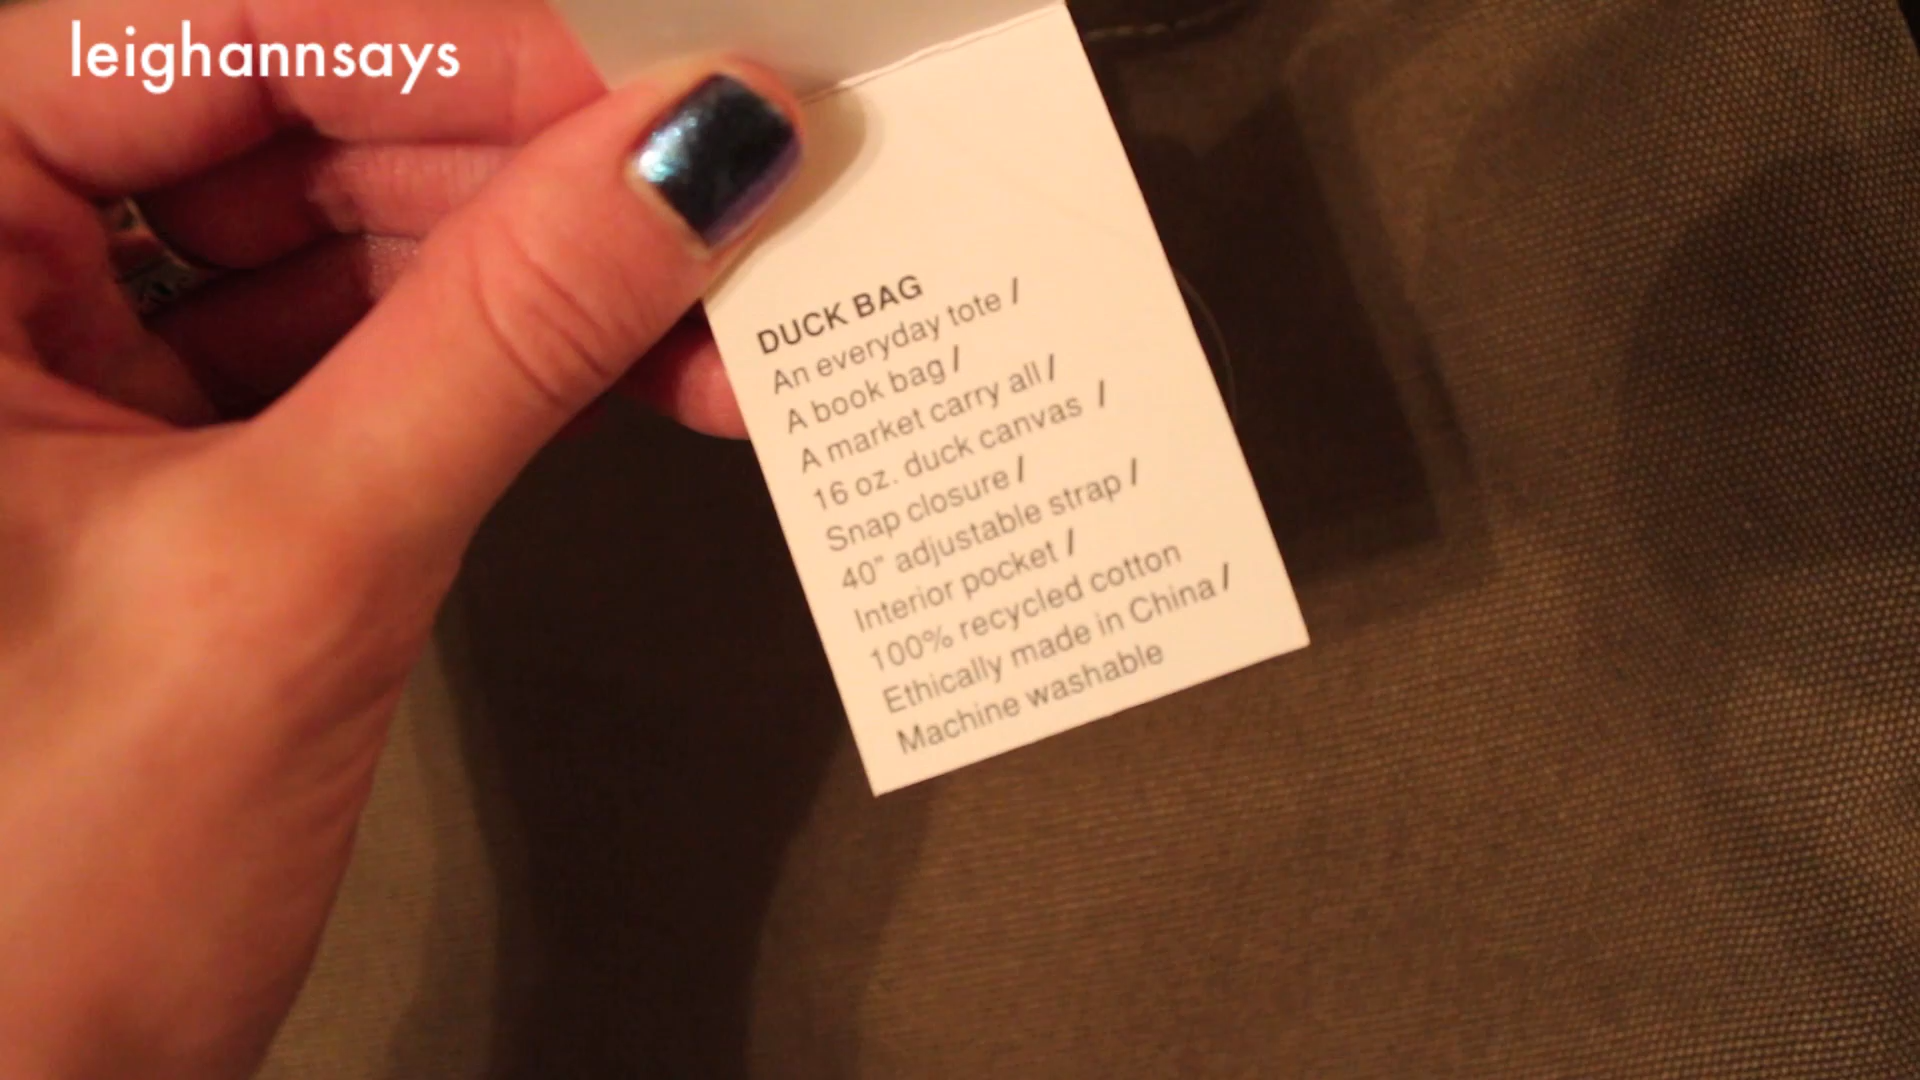 leighannsays
DUCK BAG
An everyday tote /
A book bag /
A market carry all /
16 oz. duck canvas /
Snap closure /
40" adjustable strap /
Interior pocket /
100% recycled cotton
Ethically made in China /
Machine washable